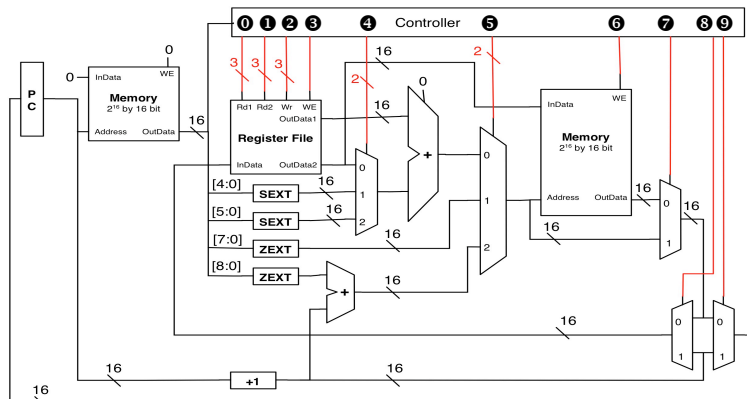 Controller
0 1 2 3 4 5 6 7 8 9
3 3 3 2 2
0
0
InData WE
Memory
2¹⁶ by 16 bit
Address OutData
16
P
C
Rd1 Rd2 Wr WE
OutData1
Register File
InData OutData2
16
16
0
+
[4:0] SEXT 16
[5:0] SEXT 16
[7:0] ZEXT 16
[8:0] ZEXT
0
1
2
+
16
0
1
2
InData WE
Memory
2¹⁶ by 16 bit
Address OutData
16
16
0
1
16
0
1
0
1
16
16
+1
16
16